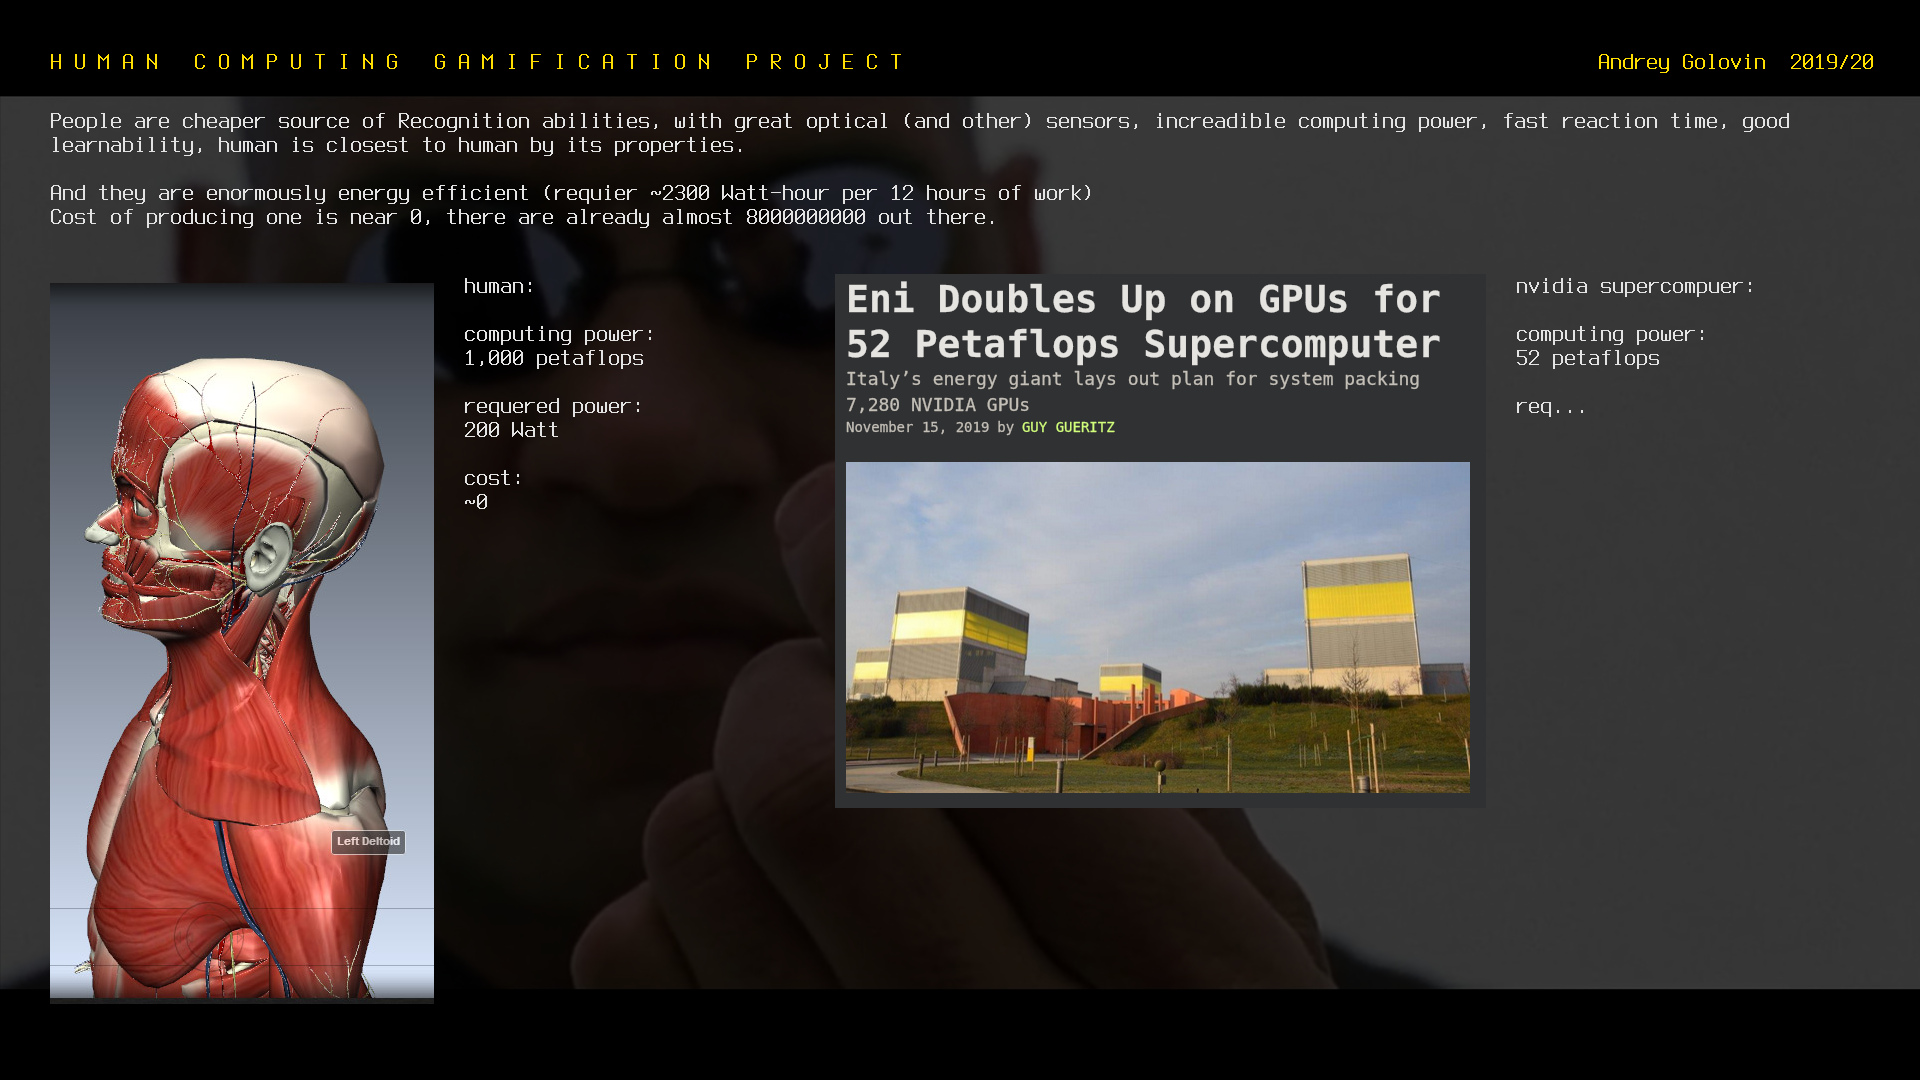 HUMAN COMPUTING GAMIFICATION PROJECT
Andrey Golovin 2019/20
People are cheaper source of Recognition abilities, with great optical (and other) sensors, increadible computing power, fast reaction time, good
learnability, human is closest to human by its properties.
And they are enormously energy efficient (requier ~2300 Watt-hour per 12 hours of work)
Cost of producing one is near 0, there are already almost 8000000000 out there.
human:
computing power:
1,000 petaflops
requered power:
200 Watt
cost:
~0
Left Deltoid
Eni Doubles Up on GPUs for
52 Petaflops Supercomputer
Italy's energy giant lays out plan for system packing
7,280 NVIDIA GPUs
November 15, 2019 by GUY GUERITZ
nvidia supercompuer:
computing power:
52 petaflops
req...